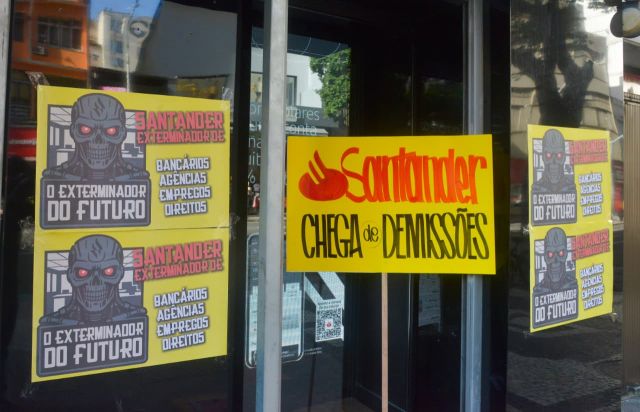 SANTANDER
EXTERMINADOR DE
BANCÁRIOS
AGÊNCIAS
EMPREGOS
DIREITOS
O EXTERMINADOR
DO FUTURO
SANTANDER
EXTERMINADOR DE
BANCÁRIOS
AGÊNCIAS
EMPREGOS
DIREITOS
O EXTERMINADOR
DO FUTURO
Santander
CHEGA de DEMISSÕES
SANTANDER
EXTERMINADOR DE
BANCÁRIOS
AGÊNCIAS
EMPREGOS
DIREITOS
O EXTERMINADOR
DO FUTURO
SANTANDER
EXTERMINADOR DE
BANCÁRIOS
AGÊNCIAS
EMPREGOS
DIREITOS
O EXTERMINADOR
DO FUTURO